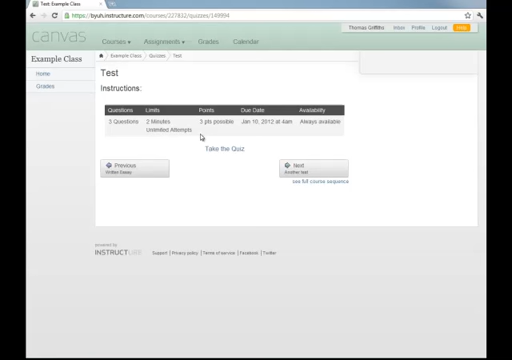 Test: Example Class
https://byuh.instructure.com/courses/227832/quizzes/149994
canvas
Thomas Griffiths Inbox Profile Logout Help
Courses Assignments Grades Calendar
Example Class
Example Class Quizzes Test
Home
Grades
Test
Instructions:
Questions Limits Points Due Date Availability
3 Questions 2 Minutes 3 pts possible Jan 10, 2012 at 4am Always available
Unlimited Attempts
Take the Quiz
Previous
Written Essay
Next
Another test
see full course sequence
powered by
INSTRUCTURE
Support | Privacy policy | Terms of service | Facebook | Twitter